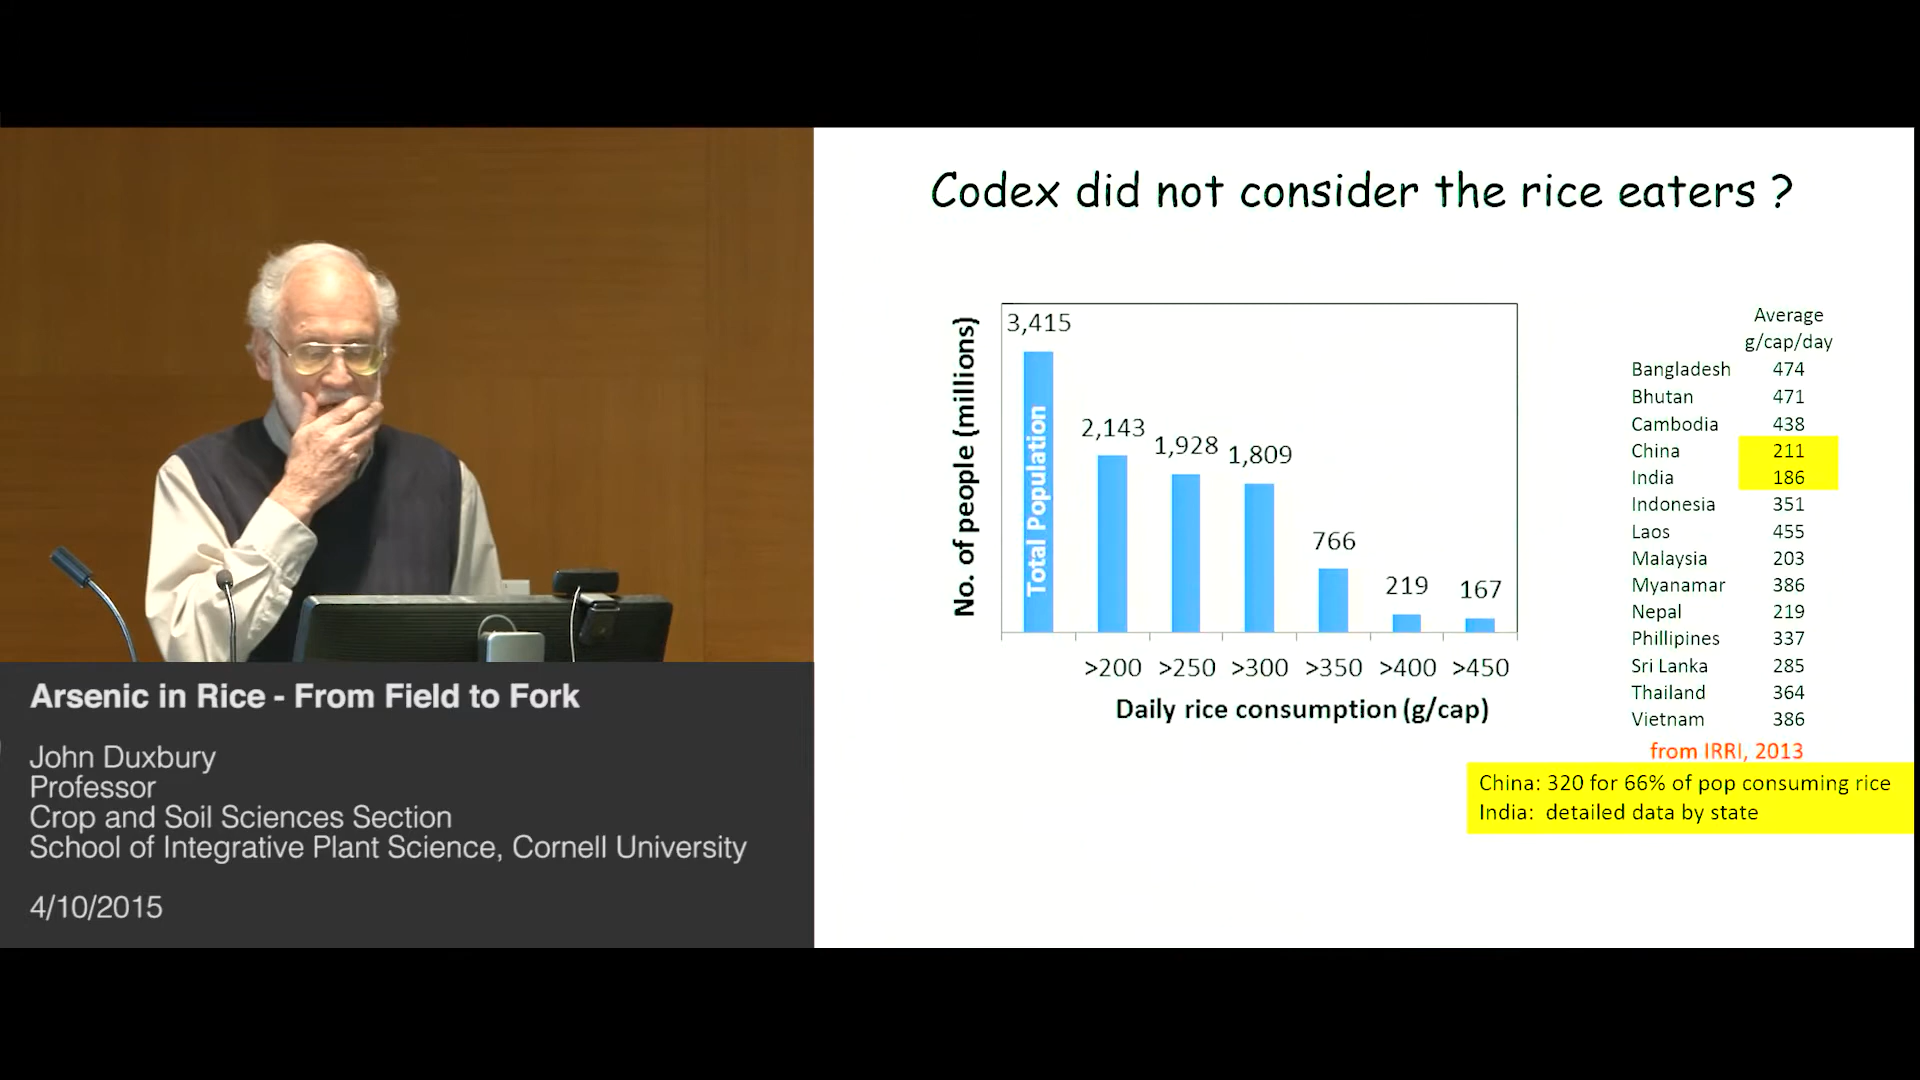 Codex did not consider the rice eaters ?
No. of people (millions)
3,415
2,143
1,928
1,809
766
219
167
Total Population
>200 >250 >300 >350 >400 >450
Daily rice consumption (g/cap)
Average
g/cap/day
Bangladesh 474
Bhutan 471
Cambodia 438
China 211
India 186
Indonesia 351
Laos 455
Malaysia 203
Myanamar 386
Nepal 219
Phillipines 337
Sri Lanka 285
Thailand 364
Vietnam 386
from IRRI, 2013
China: 320 for 66% of pop consuming rice
India: detailed data by state
Arsenic in Rice - From Field to Fork
John Duxbury
Professor
Crop and Soil Sciences Section
School of Integrative Plant Science, Cornell University
4/10/2015